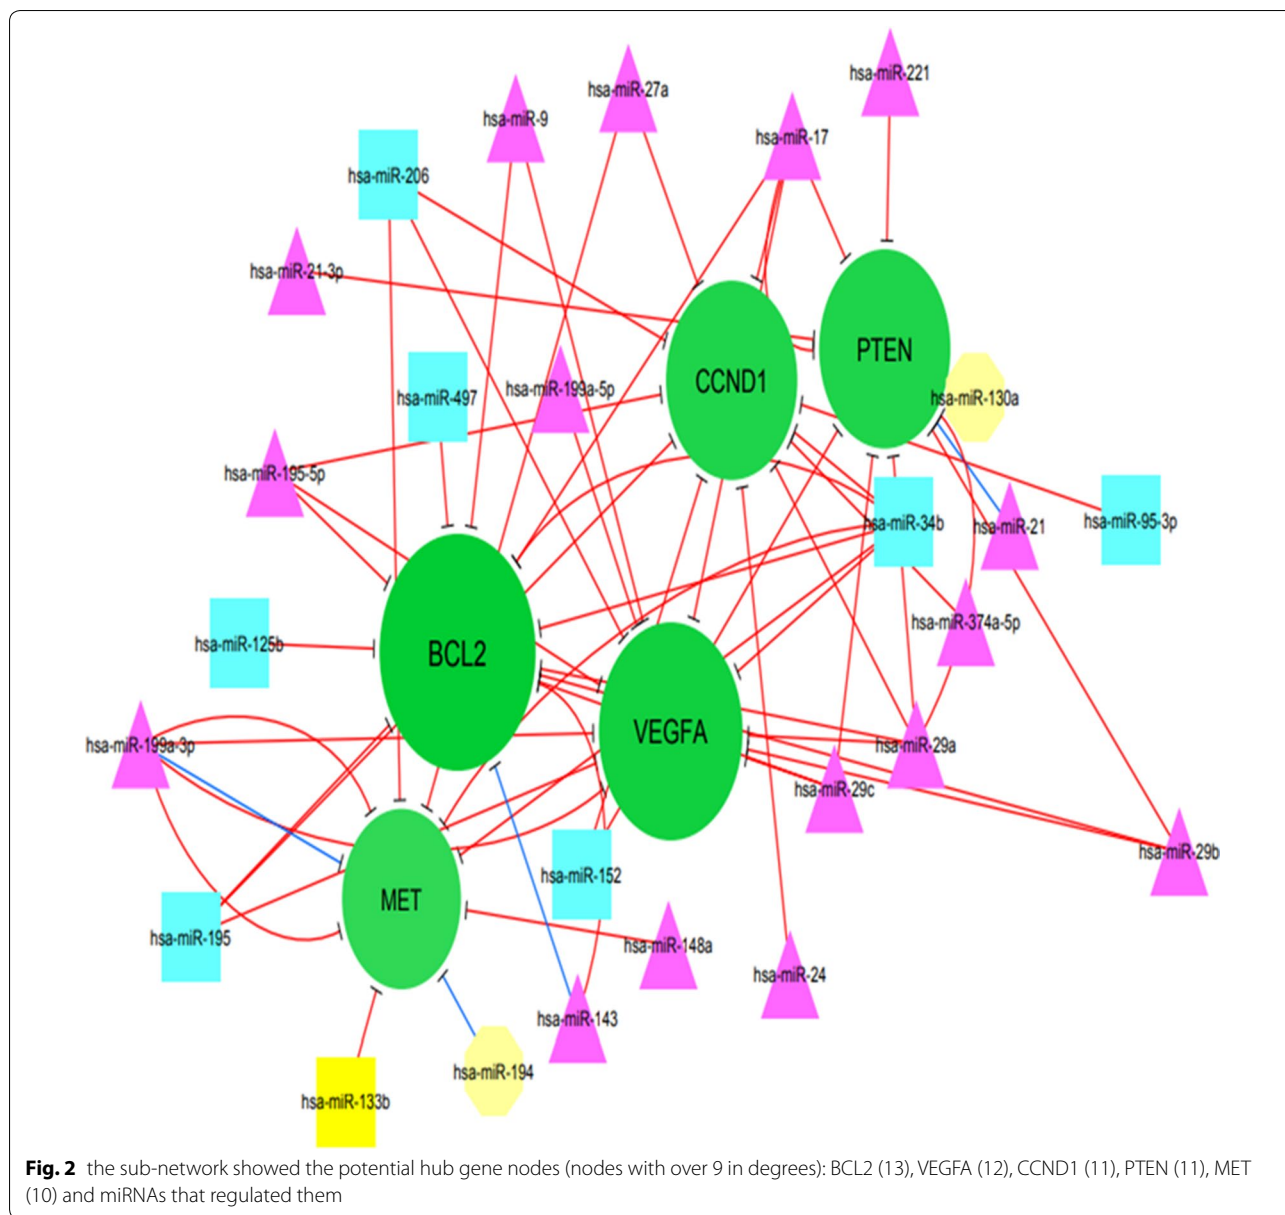 hsa-miR-221
hsa-miR-27a
hsa-miR-9
hsa-miR-17
hsa-miR-206
hsa-miR-21-3p
PTEN
CCND1
hsa-miR-199a-5p
hsa-miR-497
hsa-miR-130a
hsa-miR-195-5p
hsa-miR-34b
hsa-miR-21
hsa-miR-95-3p
hsa-miR-374a-5p
hsa-miR-125b
BCL2
VEGFA
hsa-miR-199a-3p
hsa-miR-29a
hsa-miR-29c
hsa-miR-29b
hsa-miR-152
MET
hsa-miR-195
hsa-miR-148a
hsa-miR-24
hsa-miR-143
hsa-miR-194
hsa-miR-133b
Fig. 2 the sub-network showed the potential hub gene nodes (nodes with over 9 in degrees): BCL2 (13), VEGFA (12), CCND1 (11), PTEN (11), MET
(10) and miRNAs that regulated them